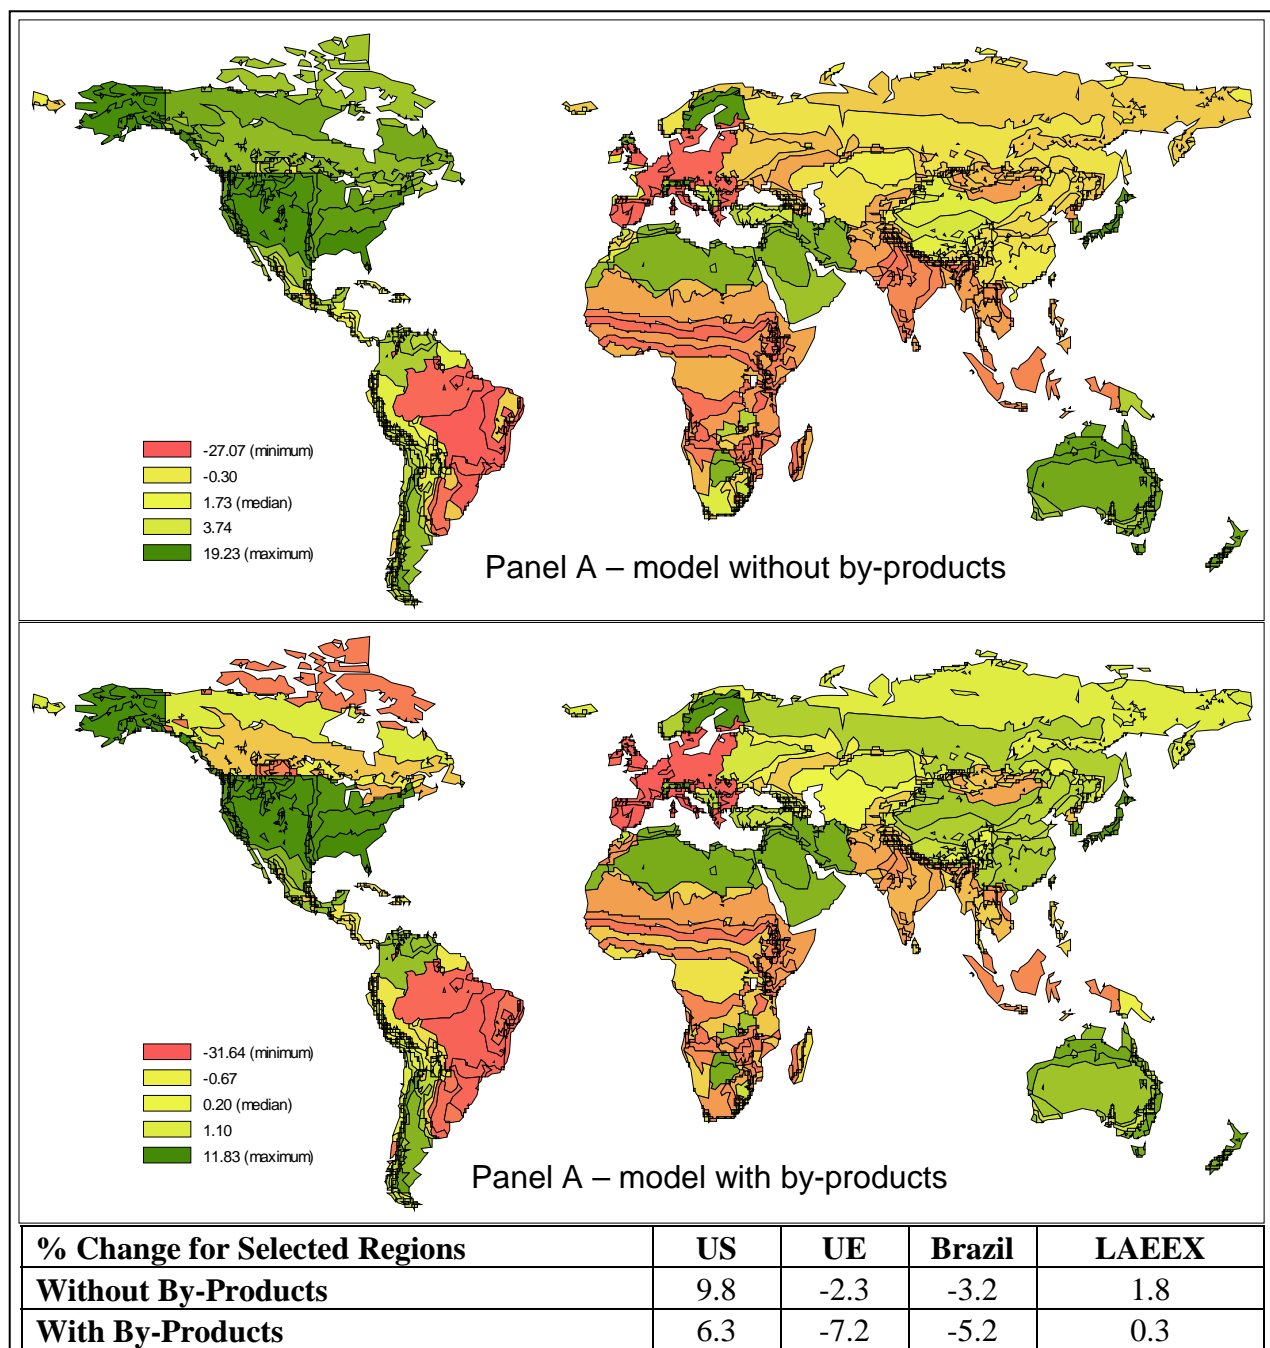 -27.07 (minimum)
-0.30
1.73 (median)
3.74
19.23 (maximum)
Panel A – model without by-products
-31.64 (minimum)
-0.67
0.20 (median)
1.10
11.83 (maximum)
Panel A – model with by-products
% Change for Selected Regions US UE Brazil LAEEX
Without By-Products 9.8 -2.3 -3.2 1.8
With By-Products 6.3 -7.2 -5.2 0.3